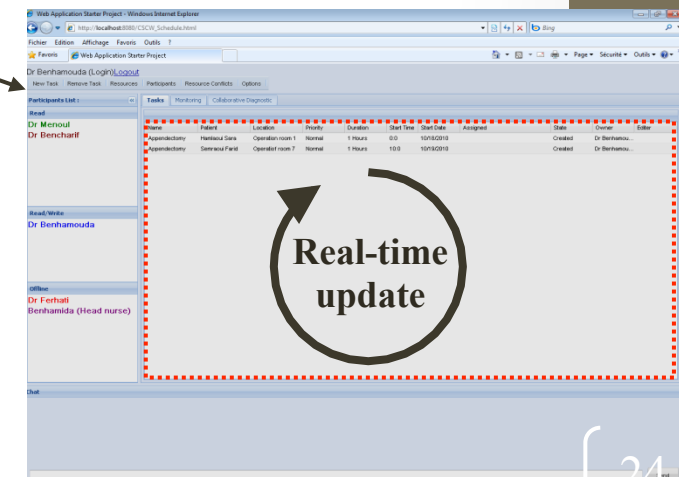 Web Application Starter Project - Windows Internet Explorer
http://localhost:8080/CSCW_Schedule.html
Bing
Fichier Edition Affichage Favoris Outils ?
Favoris Web Application Starter Project
Page Sécurité Outils
Dr Benhamouda (Login)Logout
New Task Remove Task Resources Participants Resource Conflicts Options
Participants List : Tasks Monitoring Collaborative Diagnostic
Read
Dr Menoul
Dr Bencharif
Name Patient Location Priority Duration Start Time Start Date Assigned State Owner Editor
Appendectomy Hamlaoui Sara Operation room 1 Normal 1 Hours 0:0 10/18/2010 Created Dr Benhamou...
Appendectomy Semraoui Farid Operatist room 7 Normal 1 Hours 10:0 10/19/2010 Created Dr Benhamou...
Read/Write
Dr Benhamouda
Real-time
update
Offline
Dr Ferhati
Benhamida (Head nurse)
Chat
24